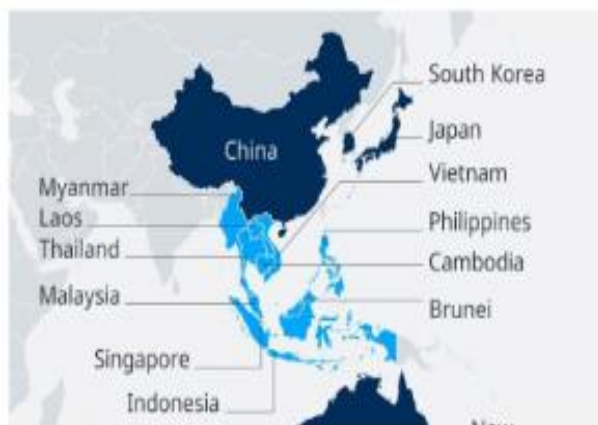 South Korea
China
Japan
Vietnam
Myanmar
Laos
Philippines
Thailand
Cambodia
Malaysia
Brunei
Singapore
Indonesia